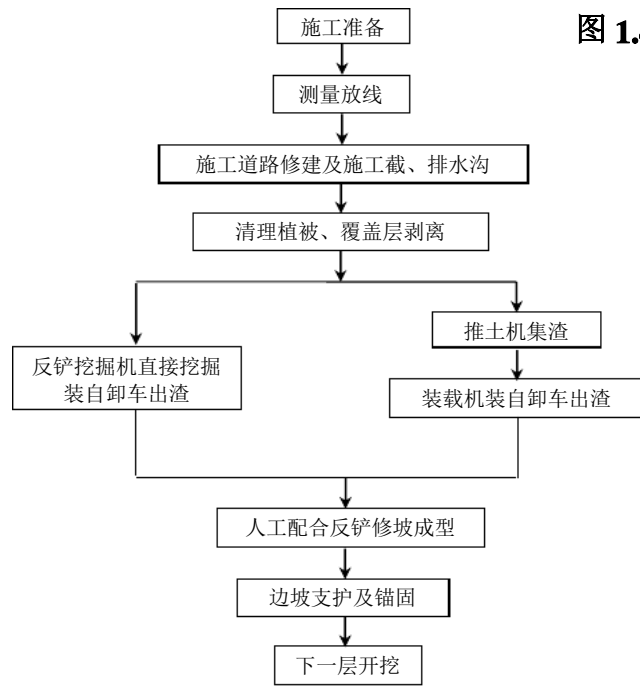 施工准备
图 1.
测量放线
施工道路修建及施工截、排水沟
清理植被、覆盖层剥离
推土机集渣
反铲挖掘机直接挖掘
装自卸车出渣
装载机装自卸车出渣
人工配合反铲修坡成型
边坡支护及锚固
下一层开挖